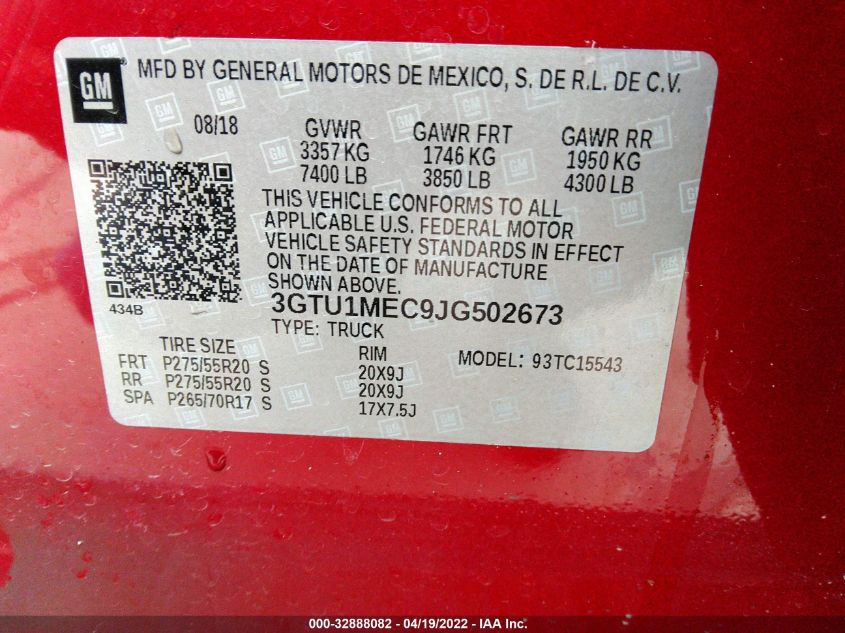 GM
MFD BY GENERAL MOTORS DE MEXICO, S. DE R.L. DE C.V.
08/18 GVWR GAWR FRT GAWR RR
3357 KG 1746 KG 1950 KG
7400 LB 3850 LB 4300 LB
THIS VEHICLE CONFORMS TO ALL
APPLICABLE U.S. FEDERAL MOTOR
VEHICLE SAFETY STANDARDS IN EFFECT
ON THE DATE OF MANUFACTURE
SHOWN ABOVE.
434B
3GTU1MEC9JG502673
TYPE: TRUCK
TIRE SIZE RIM MODEL: 93TC15543
FRT P275/55R20 S 20X9J
RR P275/55R20 S 20X9J
SPA P265/70R17 S 17X7.5J
000-32888082 - 04/19/2022 - IAA Inc.